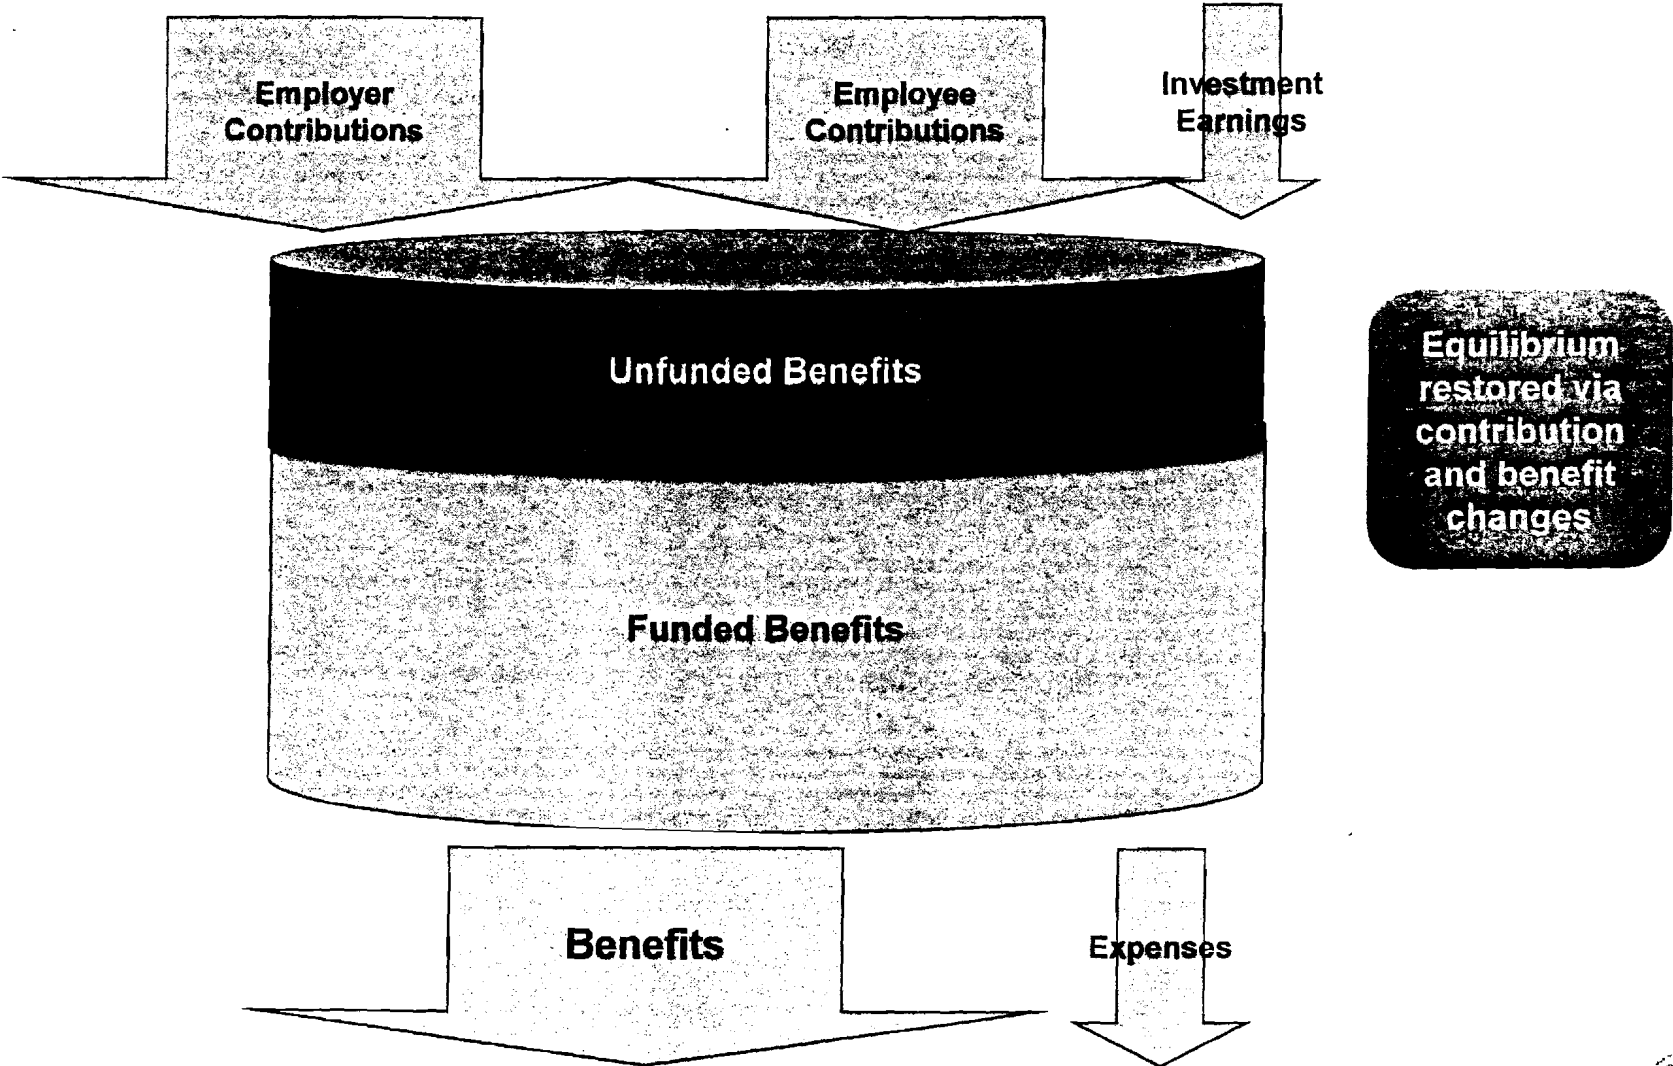 Employer
Contributions
Employee
Contributions
Investment
Earnings
Unfunded Benefits
Equilibrium
restored via
contribution
and benefit
changes
Funded Benefits
Benefits
Expenses